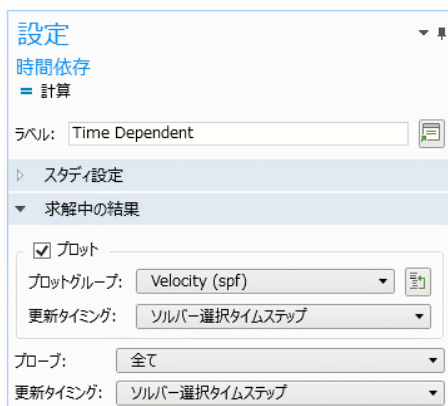 設定
時間依存
= 計算
ラベル: Time Dependent
スタディ設定
求解中の結果
プロット
プロットグループ: Velocity (spf)
更新タイミング: ソルバー選択タイムステップ
プローブ: 全て
更新タイミング: ソルバー選択タイムステップ